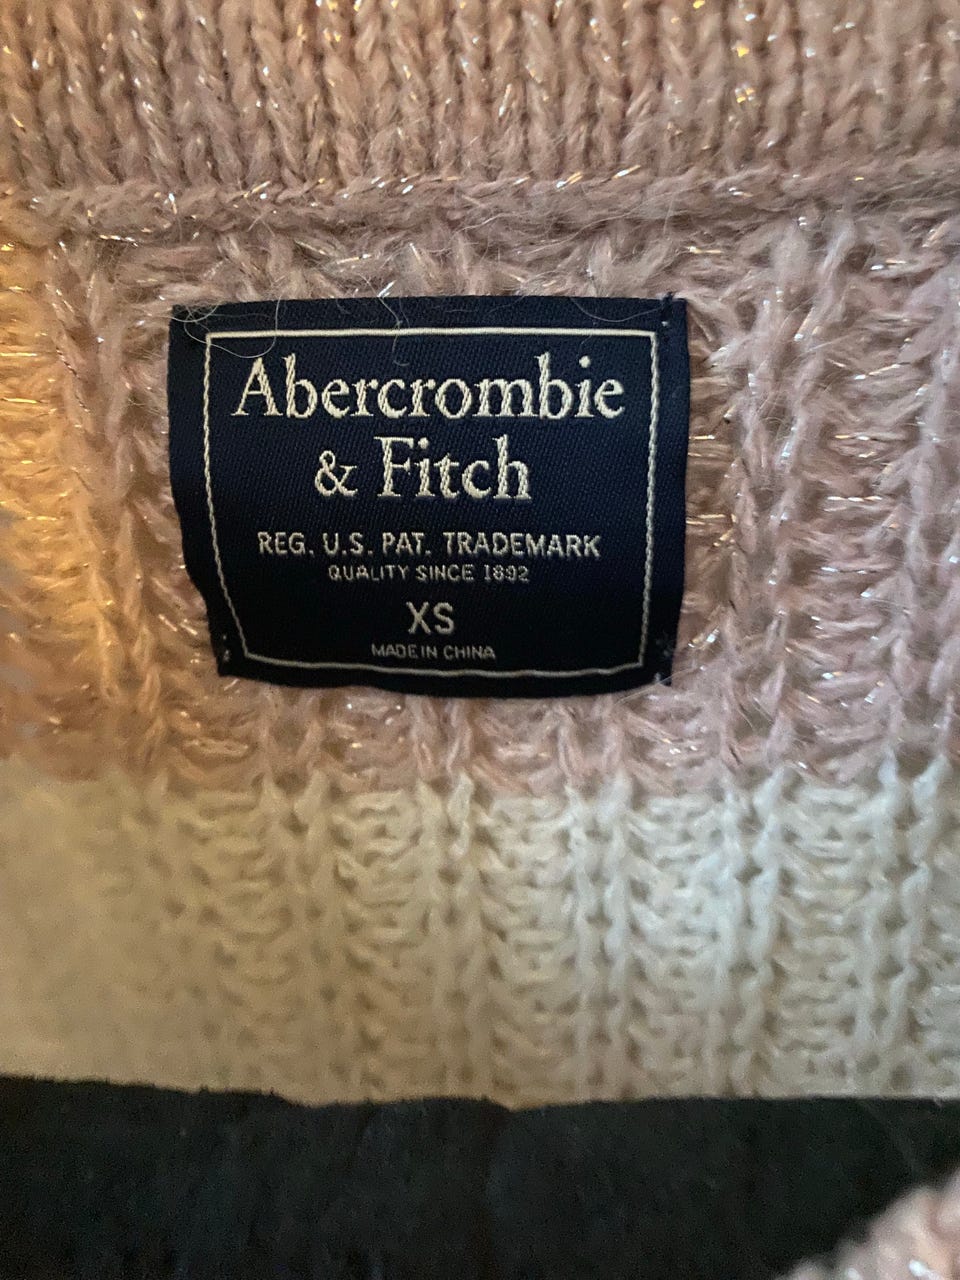 Abercrombie
& Fitch
REG. U.S. PAT. TRADEMARK
QUALITY SINCE 1892
XS
MADE IN CHINA